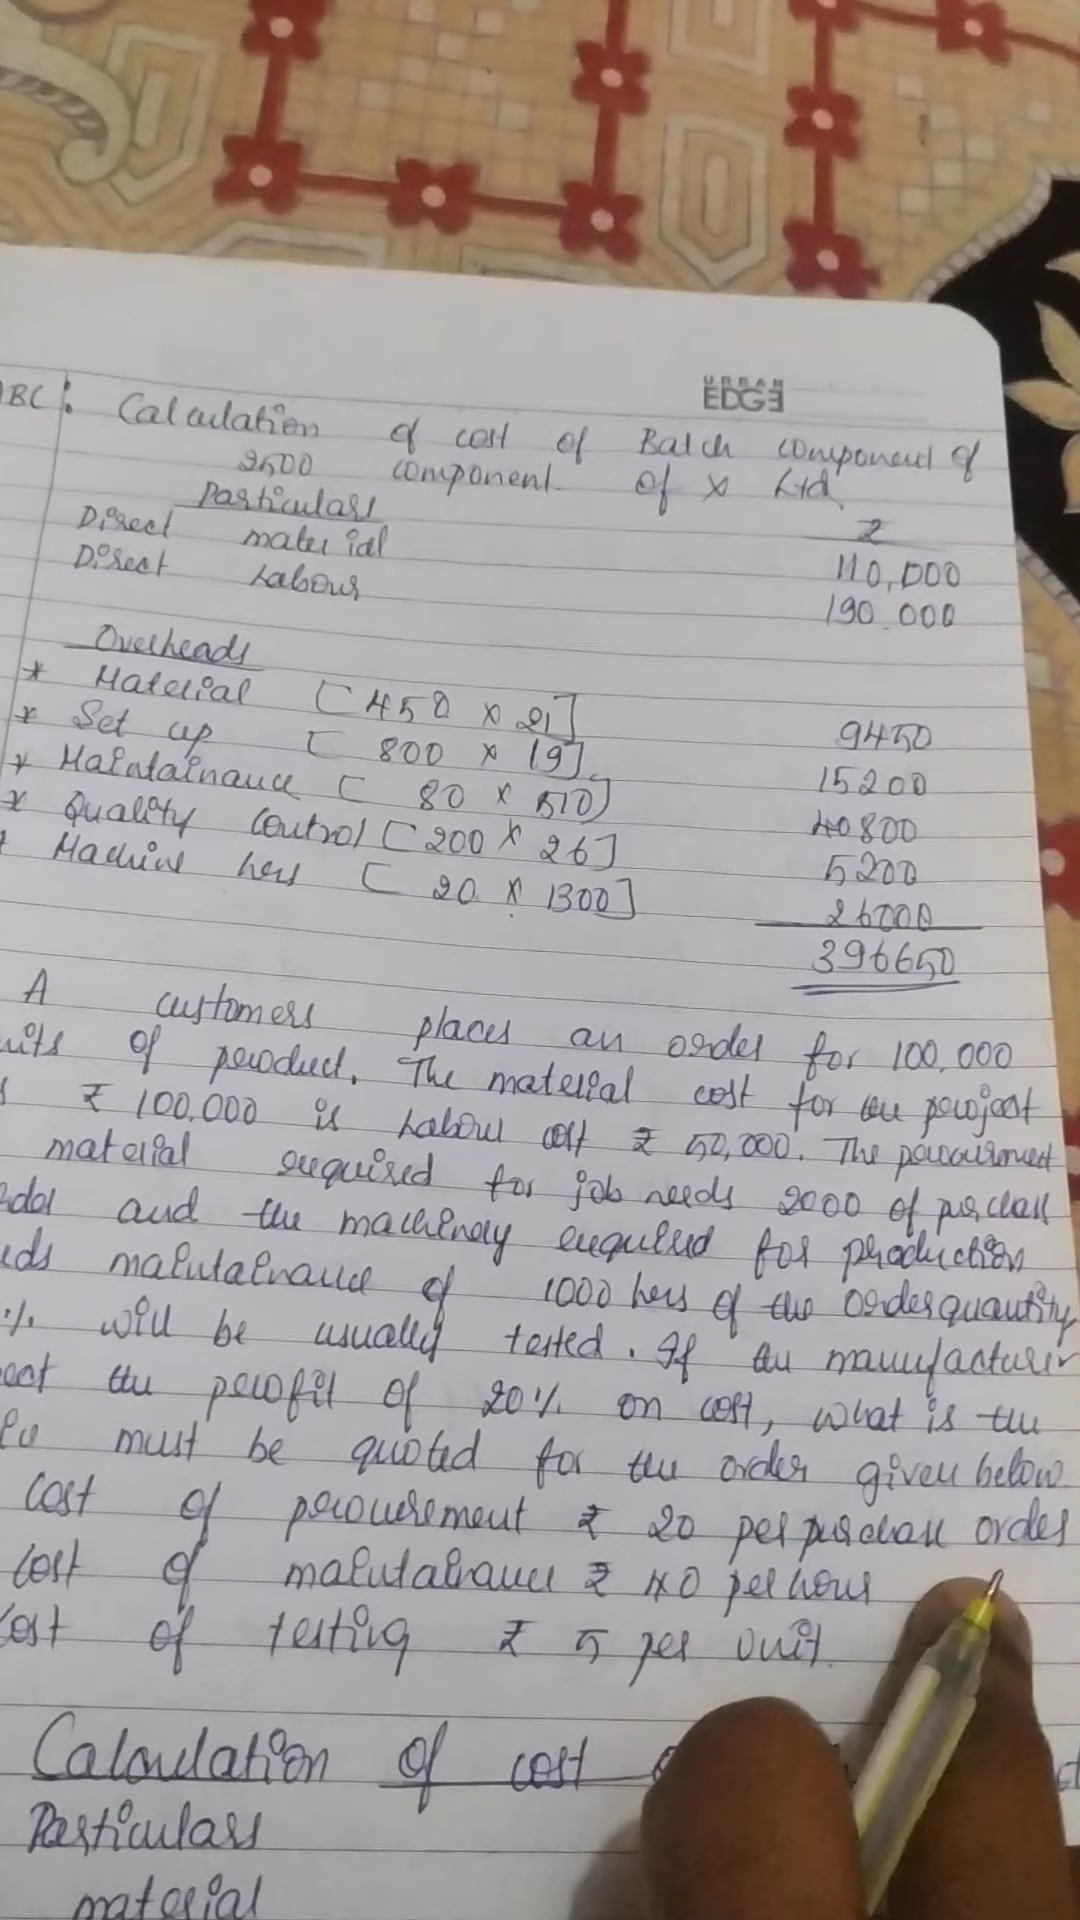 URBAN
EDGE
BC : Calculation of cost of Batch component of
2500 component of X Ltd
Particulars ₹
Direct material 110,000
Direct Labour 190.000
Overheads
* Material [450 × 21] 9450
* Set up [800 × 19] 15200
* Maintainance [80 × 510] 40800
* Quality control [200 × 26] 5200
Machine hers [20 × 1300] 26000
396650
A customers places an order for 100,000
of product. The material cost for the project
₹ 100.000 is Labour cost ₹ 50,000. The procurement
material required for job needs 2000 of purchase
and the machinery required for production
maintainance of 1000 hers of the order quantity
% will be usually tested. If the manufacturer
the profit of 20% on cost, what is the
must be quoted for the order given below
cost of procurement ₹ 20 per purchase order
cost of maintainance ₹ 40 per hour
cost of testing ₹ 5 per unit.
Calculation of cost
Particulars
material